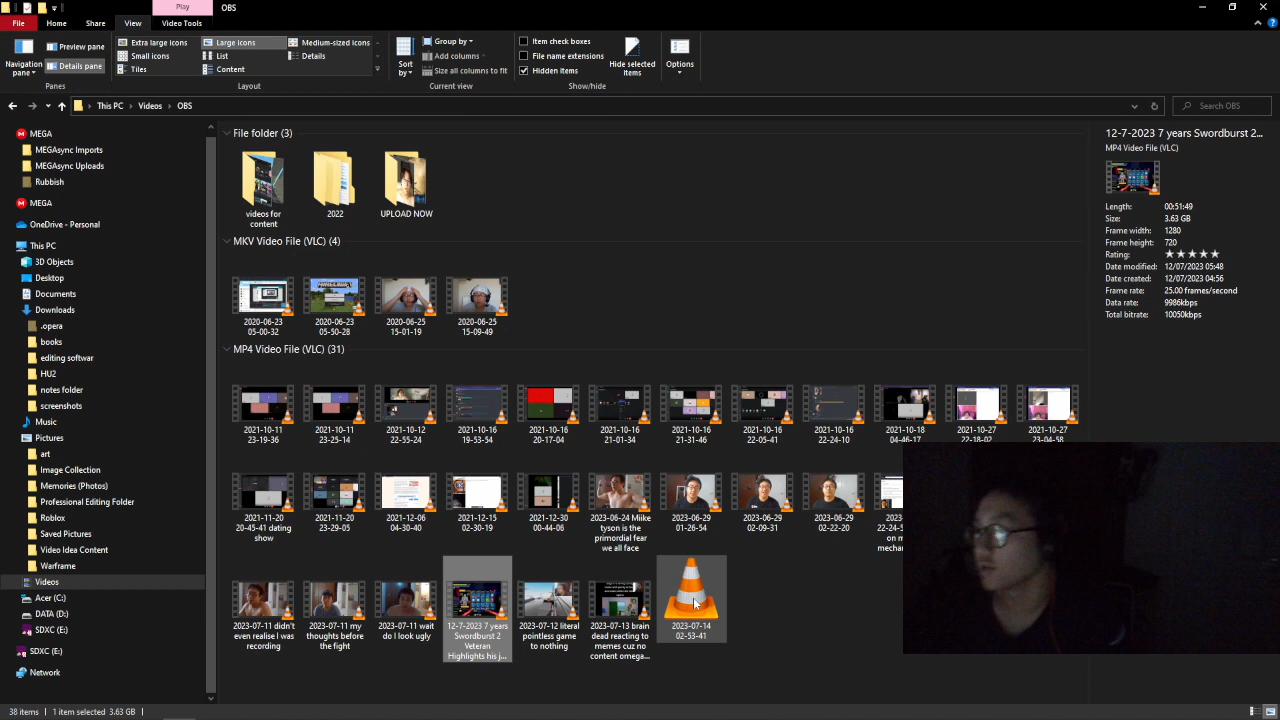 Play
OBS
File
Home
Share
View
Video Tools
Navigation pane
Preview pane
Details pane
Panes
Extra large icons
Large icons
Medium-sized icons
Small icons
List
Details
Tiles
Content
Layout
Sort by
Group by
Add columns
Size all columns to fit
Current view
Item check boxes
File name extensions
Hidden items
Hide selected items
Show/hide
Options
This PC
Videos
OBS
Search OBS
MEGA
MEGAsync Imports
MEGAsync Uploads
Rubbish
MEGA
OneDrive - Personal
This PC
3D Objects
Desktop
Documents
Downloads
.opera
books
editing softwar
HU2
notes folder
screenshots
Music
Pictures
art
Image Collection
Memories (Photos)
Professional Editing Folder
Roblox
Saved Pictures
Video Idea Content
Warframe
Videos
Acer (C:)
DATA (D:)
SDXC (E:)
SDXC (E:)
Network
File folder (3)
videos for content
2022
UPLOAD NOW
MKV Video File (VLC) (4)
2020-06-23 05-00-32
2020-06-23 05-50-28
2020-06-25 15-01-19
2020-06-25 15-09-49
MP4 Video File (VLC) (31)
2021-10-11 23-19-36
2021-10-11 23-25-14
2021-10-12 22-55-24
2021-10-16 19-53-54
2021-10-16 20-17-04
2021-10-16 21-01-34
2021-10-16 21-31-46
2021-10-16 22-05-41
2021-10-16 22-24-10
2021-10-18 04-46-17
2021-10-27 22-18-02
2021-10-27 23-04-58
2021-11-20 20-45-41 dating show
2021-11-20 23-29-05
2021-12-06 04-30-40
2021-12-15 02-30-19
2021-12-30 00-44-06
2023-06-24 Miike tyson is the primordial fear we all face
2023-06-29 01-26-54
2023-06-29 02-09-31
2023-06-29 02-22-20
2023-07-11 didn't even realise I was recording
2023-07-11 my thoughts before the fight
2023-07-11 wait do I look ugly
12-7-2023 7 years Swordburst 2 Veteran Highlights his j...
2023-07-12 literal pointless game to nothing
2023-07-13 brain dead reacting to memes cuz no content omega...
2023-07-14 02-53-41
12-7-2023 7 years Swordburst 2...
MP4 Video File (VLC)
Length: 00:51:49
Size: 3.63 GB
Frame width: 1280
Frame height: 720
Rating:
Date modified: 12/07/2023 05:48
Date created: 12/07/2023 04:56
Frame rate: 25.00 frames/second
Data rate: 9986kbps
Total bitrate: 10050kbps
38 items
1 item selected 3.63 GB